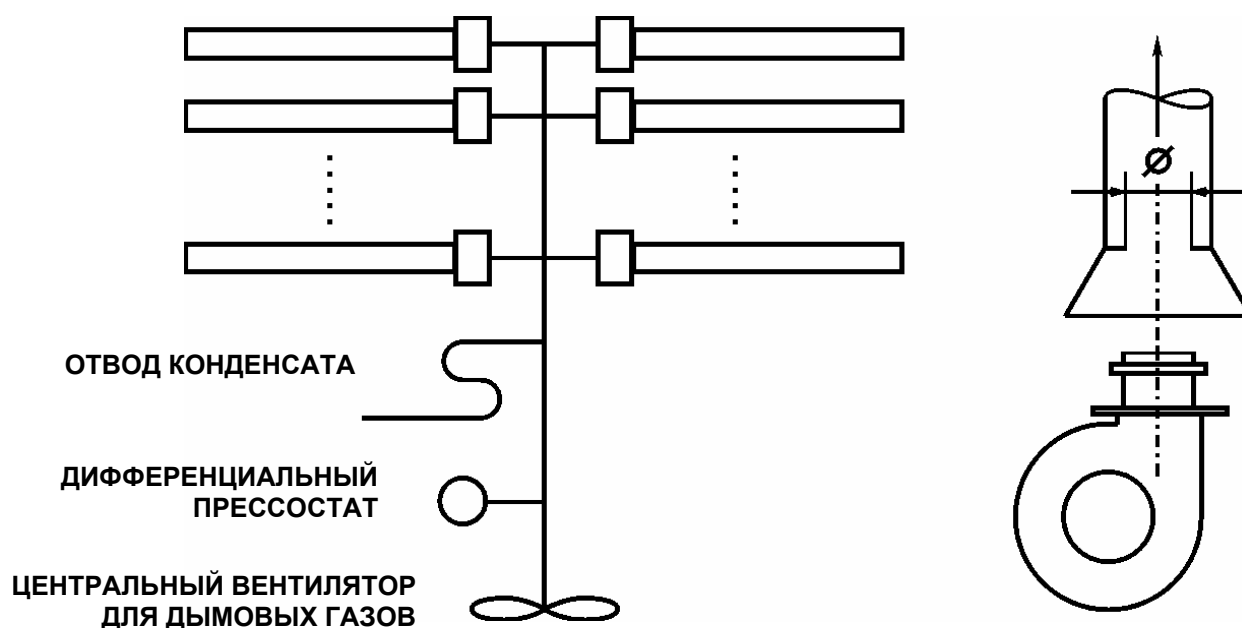 ОТВОД КОНДЕНСАТА
ДИФФЕРЕНЦИАЛЬНЫЙ
ПРЕССОСТАТ
ЦЕНТРАЛЬНЫЙ ВЕНТИЛЯТОР
ДЛЯ ДЫМОВЫХ ГАЗОВ
Ø